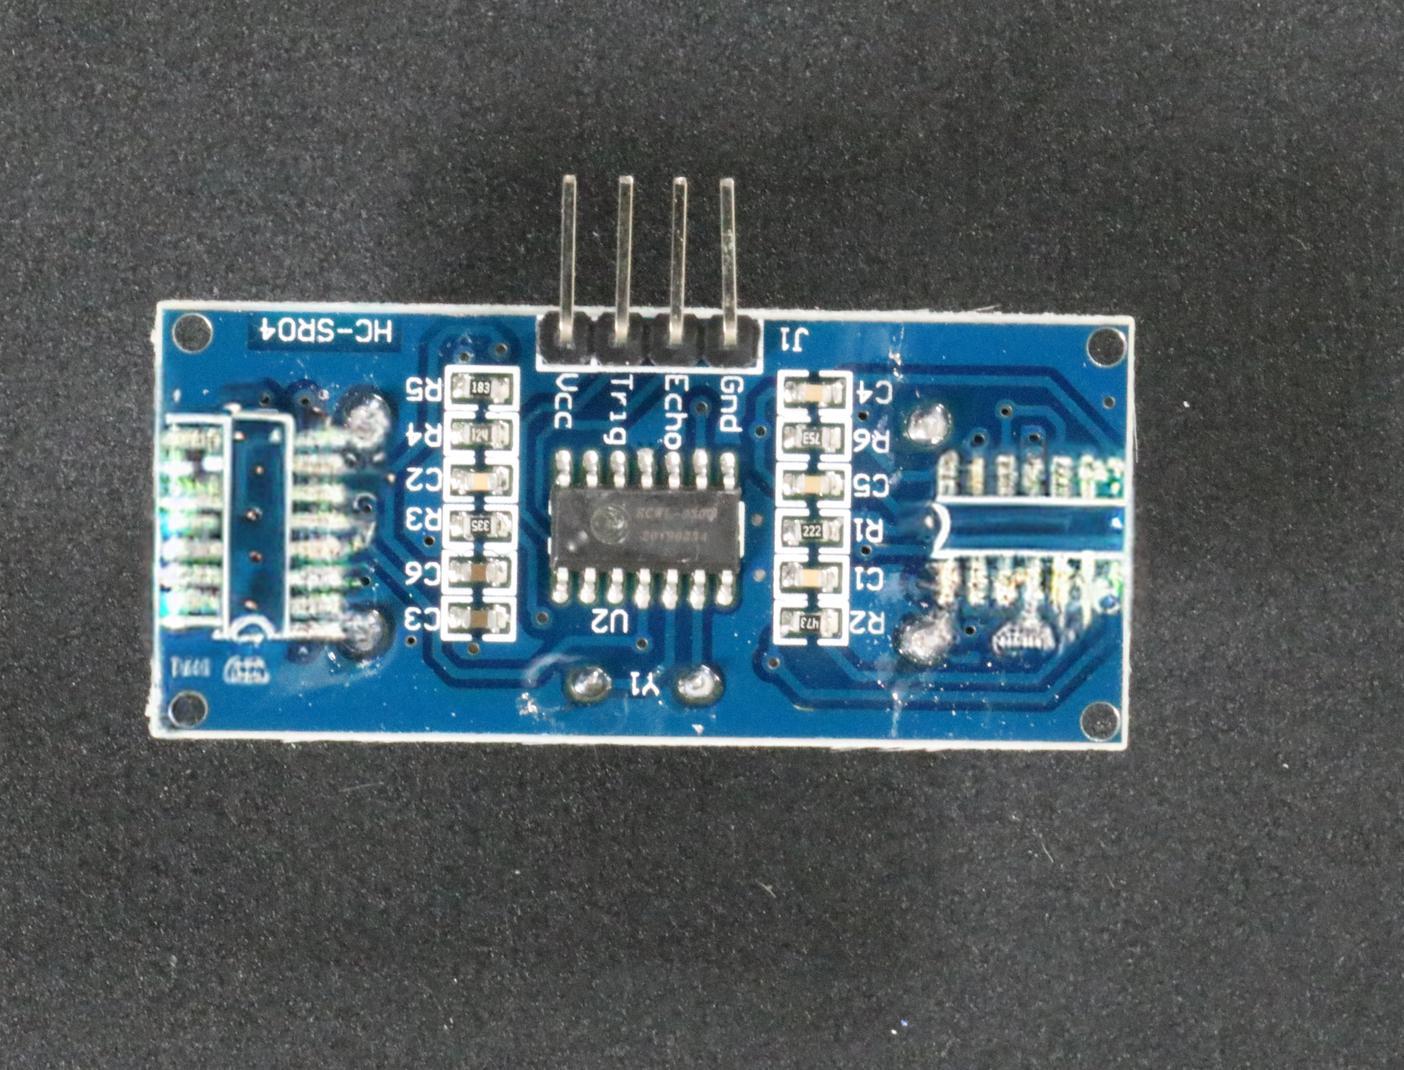 HC-SR04
J1
Vcc
Trig
Echo
Gnd
R5
183
R4
124
C2
R3
335
C6
C3
C4
R6
753
C5
R1
222
C1
R2
473
U2
Y1